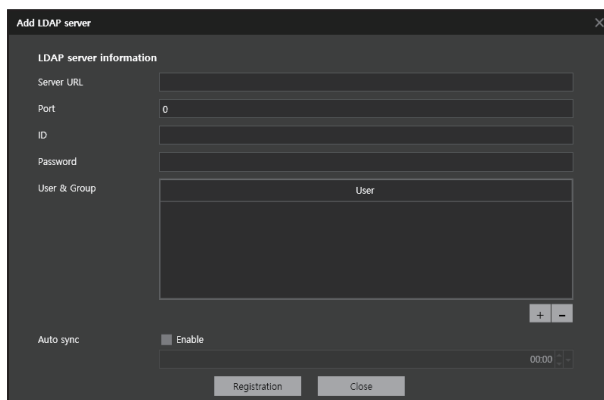 Add LDAP server
LDAP server information
Server URL
Port 0
ID
Password
User & Group User
+ -
Auto sync Enable
00:00
Registration Close